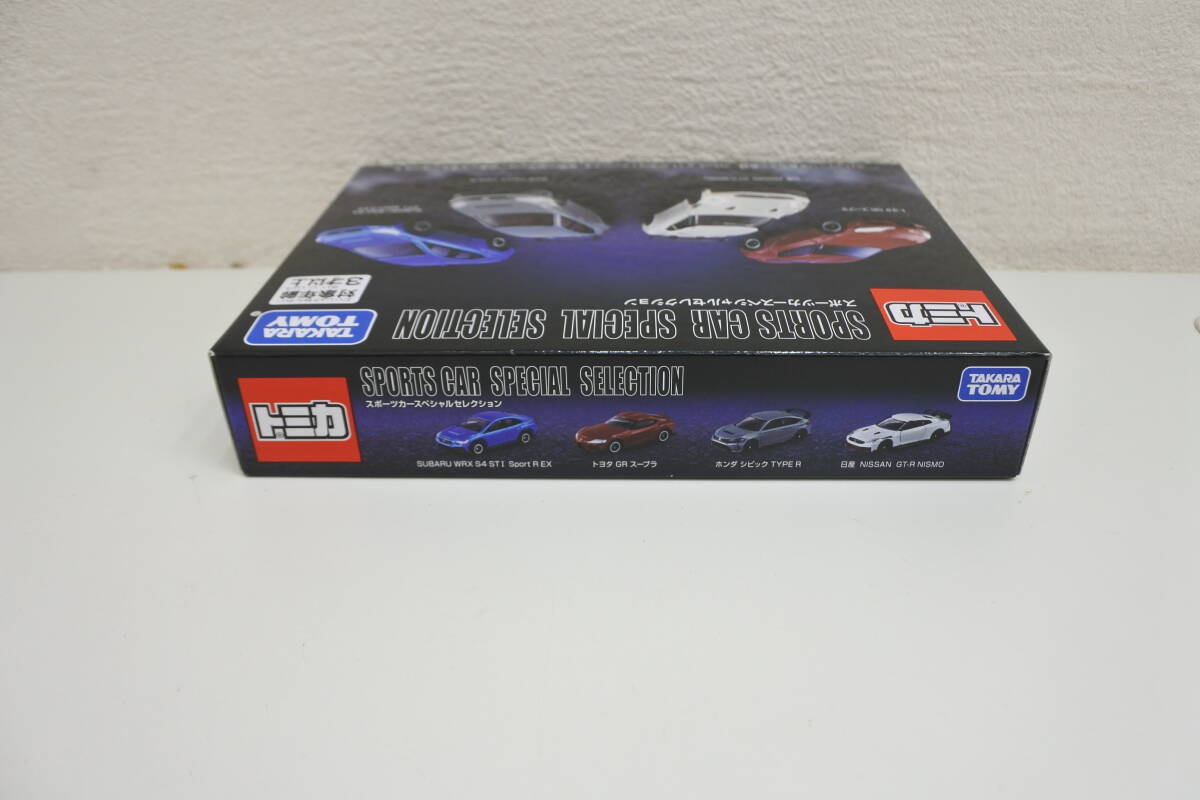 対象年齢
3才以上
TAKARA
TOMY
SPORTS CAR SPECIAL SELECTION
スポーツカースペシャルセレクション
トミカ
トミカ
SPORTS CAR SPECIAL SELECTION
スポーツカースペシャルセレクション
TAKARA
TOMY
SUBARU WRX S4 STI Sport R EX
トヨタ GR スープラ
ホンダ シビック TYPE R
日産 NISSAN GT-R NISMO